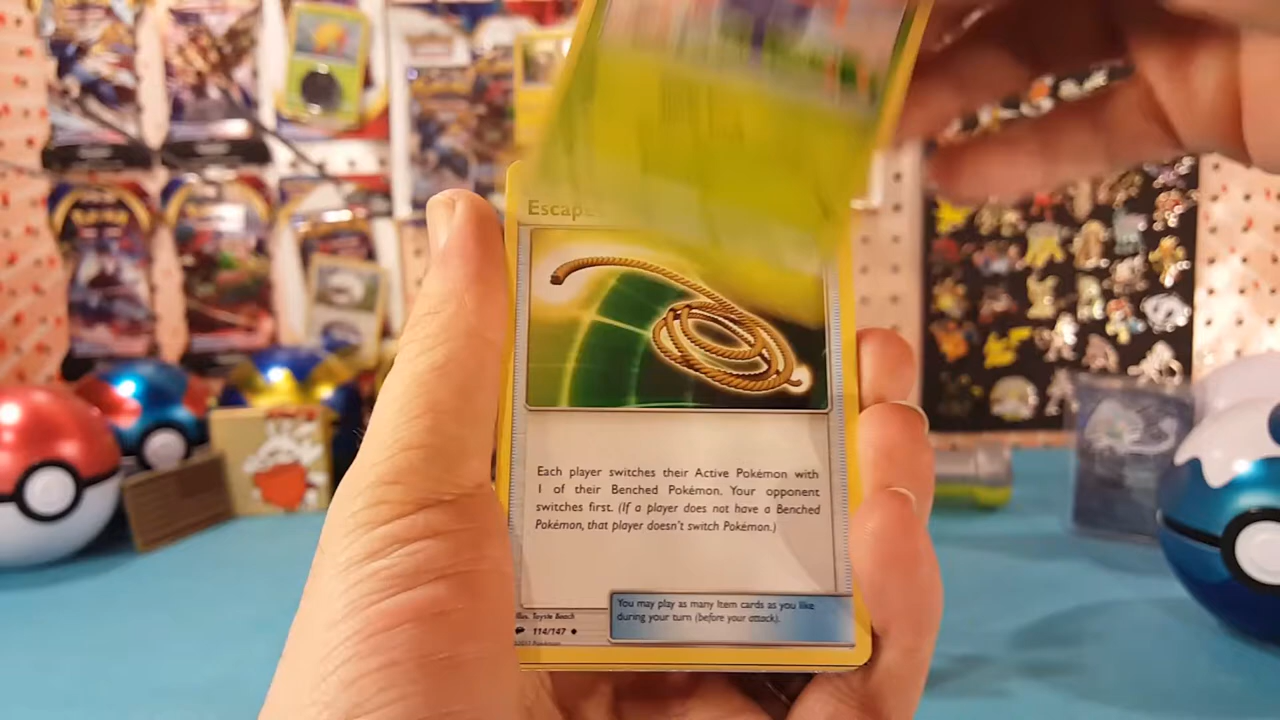 Escape
Each player switches their Active Pokémon with
1 of their Benched Pokémon. Your opponent
switches first. (If a player does not have a Benched
Pokémon, that player doesn't switch Pokémon.)
You may play as many Item cards as you like
during your turn (before your attack).
Illus. Toyste Beach
114/147
©2017 Pokémon